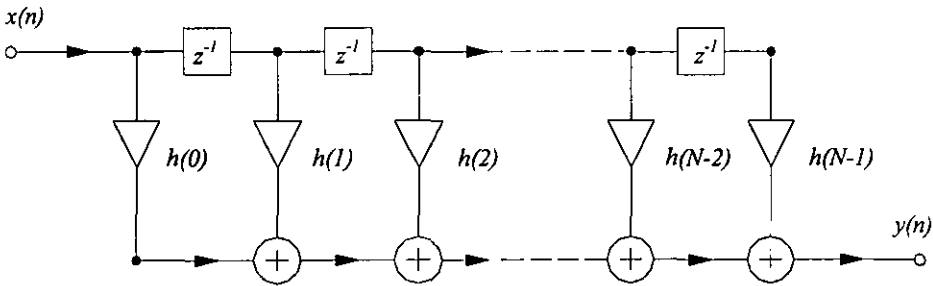 x(n)
z⁻¹ z⁻¹ z⁻¹
h(0) h(1) h(2) h(N-2) h(N-1)
y(n)
+ + + +